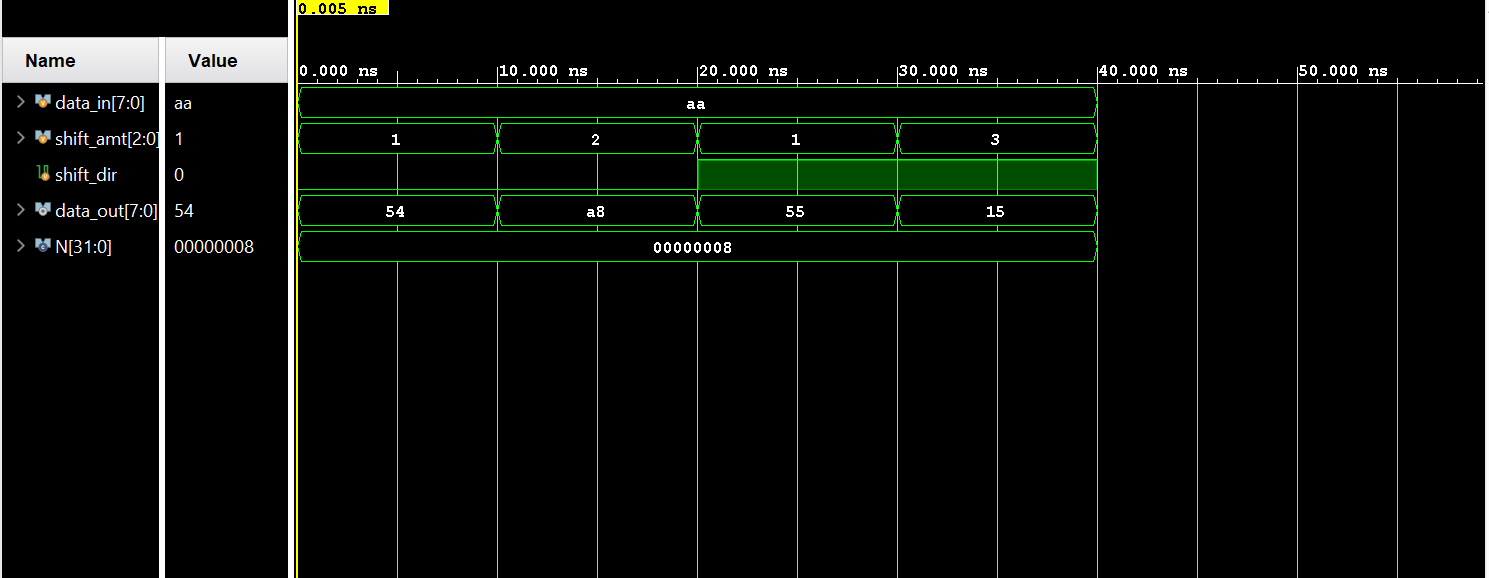 0.005 ns
Name Value
0.000 ns 10.000 ns 20.000 ns 30.000 ns 40.000 ns 50.000 ns
data_in[7:0] aa aa
shift_amt[2:0] 1 1 2 1 3
shift_dir 0
data_out[7:0] 54 54 a8 55 15
N[31:0] 00000008 00000008